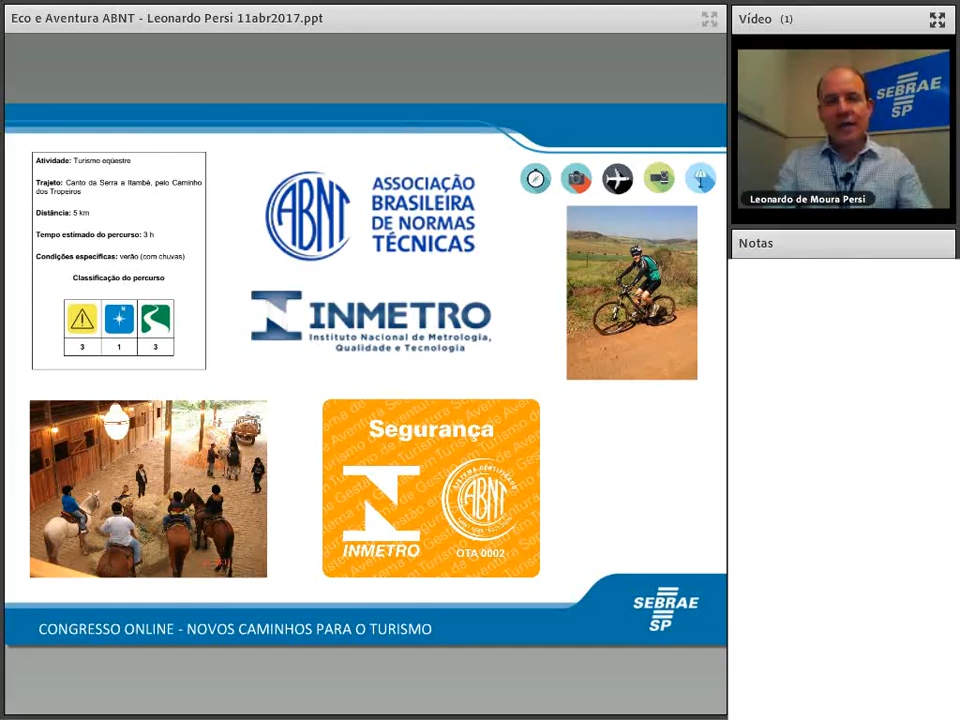 Eco e Aventura ABNT - Leonardo Persi 11abr2017.ppt
Vídeo (1)
SEBRAE
SP
Leonardo de Moura Persi
Notas
Atividade: Turismo eqüestre
Trajeto: Canto da Serra a Itambé, pelo Caminho
dos Tropeiros
Distância: 5 km
Tempo estimado do percurso: 3 h
Condições específicas: verão (com chuvas)
Classificação do percurso
N
3 1 3
ABNT
ASSOCIAÇÃO
BRASILEIRA
DE NORMAS
TÉCNICAS
INMETRO
Instituto Nacional de Metrologia,
Qualidade e Tecnologia
Segurança
INMETRO
SISTEMA CERTIFICADO
ABNT
OTA 0002
SEBRAE
SP
CONGRESSO ONLINE - NOVOS CAMINHOS PARA O TURISMO